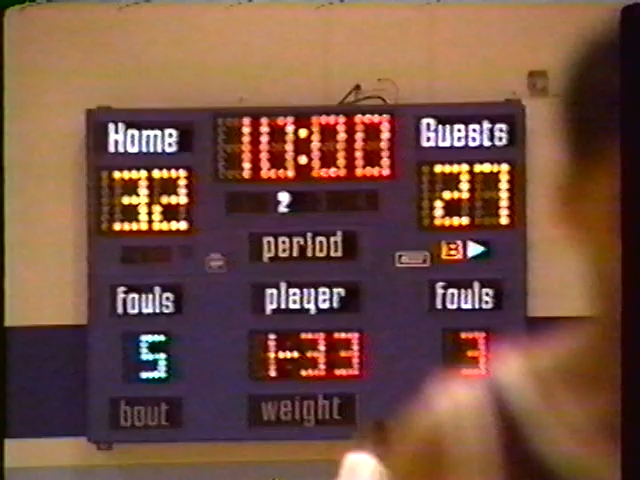 Home 10:00 Guests
32 2 27
period B
fouls player fouls
5 1-33 3
bout weight